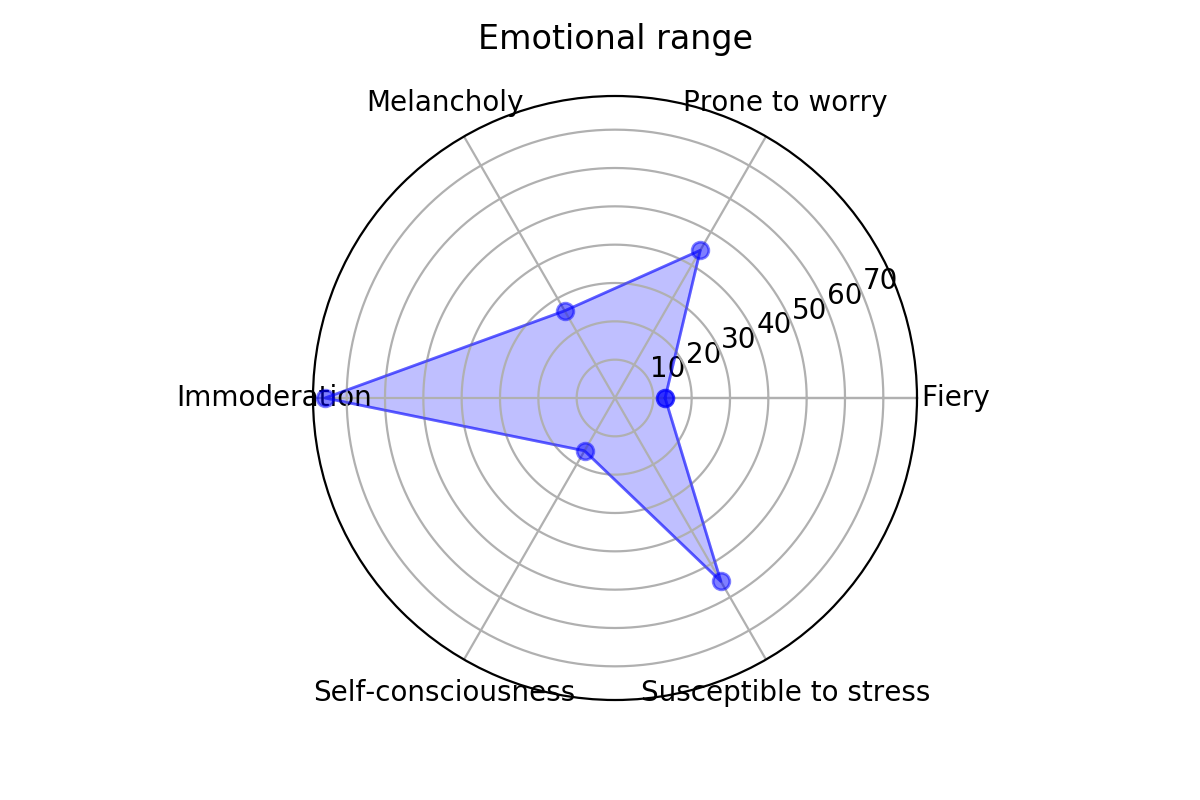 Emotional range
Melancholy
Prone to worry
70
60
50
40
30
20
10
Immoderation
Fiery
Self-consciousness
Susceptible to stress